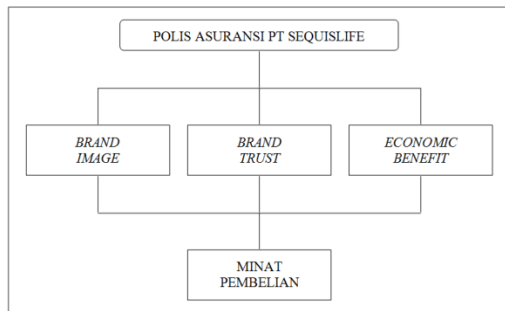 POLIS ASURANSI PT SEQUISLIFE
BRAND
IMAGE
BRAND
TRUST
ECONOMIC
BENEFIT
MINAT
PEMBELIAN